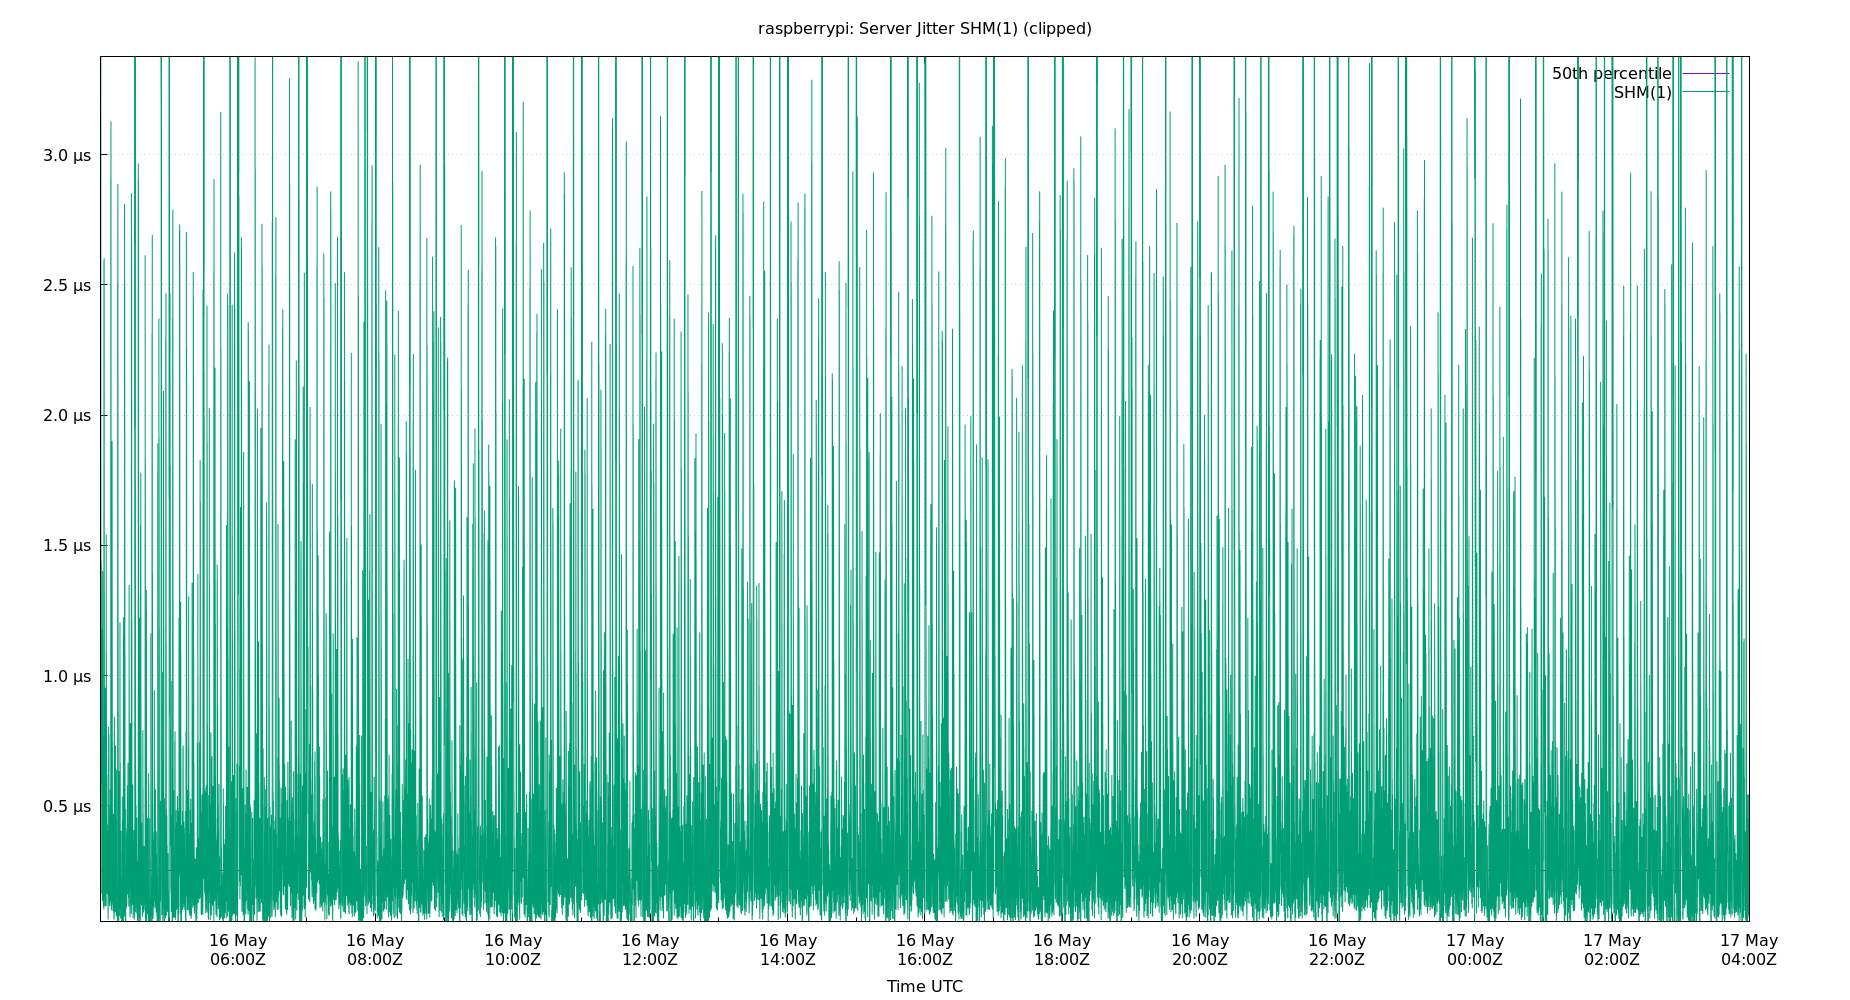 raspberrypi: Server Jitter SHM(1) (clipped)
50th percentile
SHM(1)
3.0 µs
2.5 µs
2.0 µs
1.5 µs
1.0 µs
0.5 µs
16 May 16 May 16 May 16 May 16 May 16 May 16 May 16 May 16 May 17 May 17 May 17 May
06:00Z 08:00Z 10:00Z 12:00Z 14:00Z 16:00Z 18:00Z 20:00Z 22:00Z 00:00Z 02:00Z 04:00Z
Time UTC